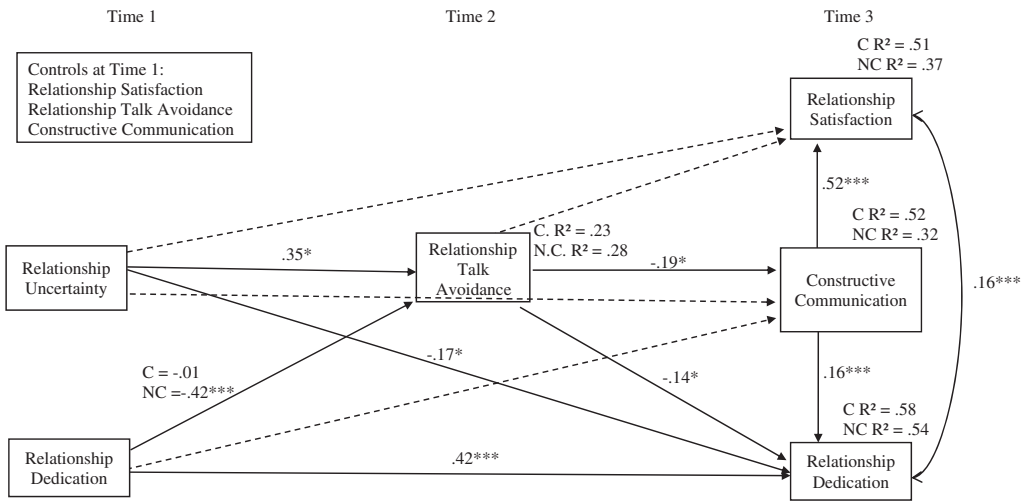 Time 1
Time 2
Time 3
C R² = .51
NC R² = .37
Controls at Time 1:
Relationship Satisfaction
Relationship Talk Avoidance
Constructive Communication
Relationship
Satisfaction
.52***
C R² = .52
NC R² = .32
C. R² = .23
N.C. R² = .28
Relationship
Uncertainty
.35*
Relationship
Talk
Avoidance
-.19*
Constructive
Communication
.16***
C = -.01
NC =-.42***
-.17*
-.14*
.16***
C R² = .58
NC R² = .54
Relationship
Dedication
.42***
Relationship
Dedication